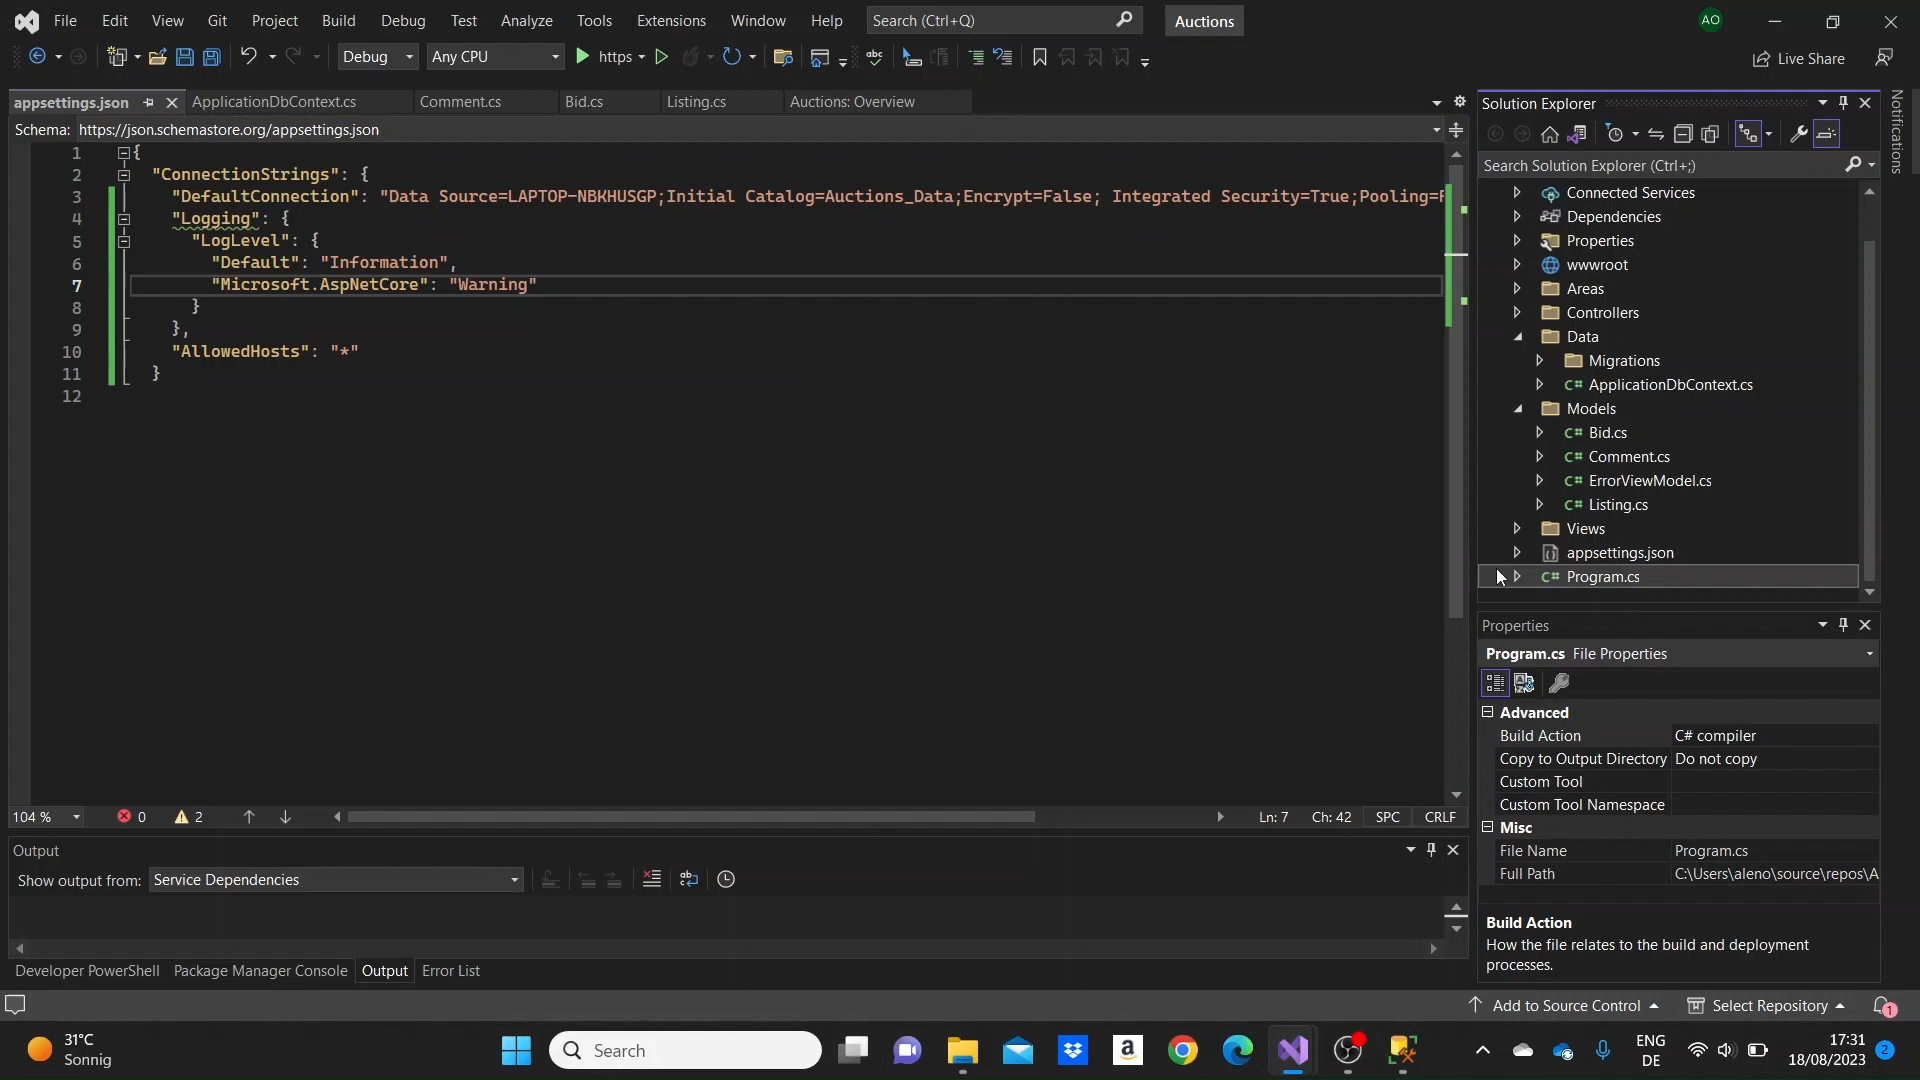 File Edit View Git Project Build Debug Test Analyze Tools Extensions Window Help Search (Ctrl+Q) Auctions AO
Debug Any CPU https Live Share
appsettings.json ApplicationDbContext.cs Comment.cs Bid.cs Listing.cs Auctions: Overview
Schema: https://json.schemastore.org/appsettings.json
1 {
2 "ConnectionStrings": {
3 "DefaultConnection": "Data Source=LAPTOP-NBKHUSGP;Initial Catalog=Auctions_Data;Encrypt=False; Integrated Security=True;Pooling=F
4 "Logging": {
5 "LogLevel": {
6 "Default": "Information",
7 "Microsoft.AspNetCore": "Warning"
8 }
9 },
10 "AllowedHosts": "*"
11 }
12
104 % 0 2 Ln: 7 Ch: 42 SPC CRLF
Output
Show output from: Service Dependencies
Developer PowerShell Package Manager Console Output Error List
Solution Explorer
Search Solution Explorer (Ctrl+;)
Connected Services
Dependencies
Properties
wwwroot
Areas
Controllers
Data
Migrations
C# ApplicationDbContext.cs
Models
C# Bid.cs
C# Comment.cs
C# ErrorViewModel.cs
C# Listing.cs
Views
appsettings.json
C# Program.cs
Properties
Program.cs File Properties
Advanced
Build Action C# compiler
Copy to Output Directory Do not copy
Custom Tool
Custom Tool Namespace
Misc
File Name Program.cs
Full Path C:\Users\aleno\source\repos\A
Build Action
How the file relates to the build and deployment
processes.
Notifications
Add to Source Control Select Repository 1
31°C
Sonnig
Search
ENG
DE
17:31
18/08/2023
2